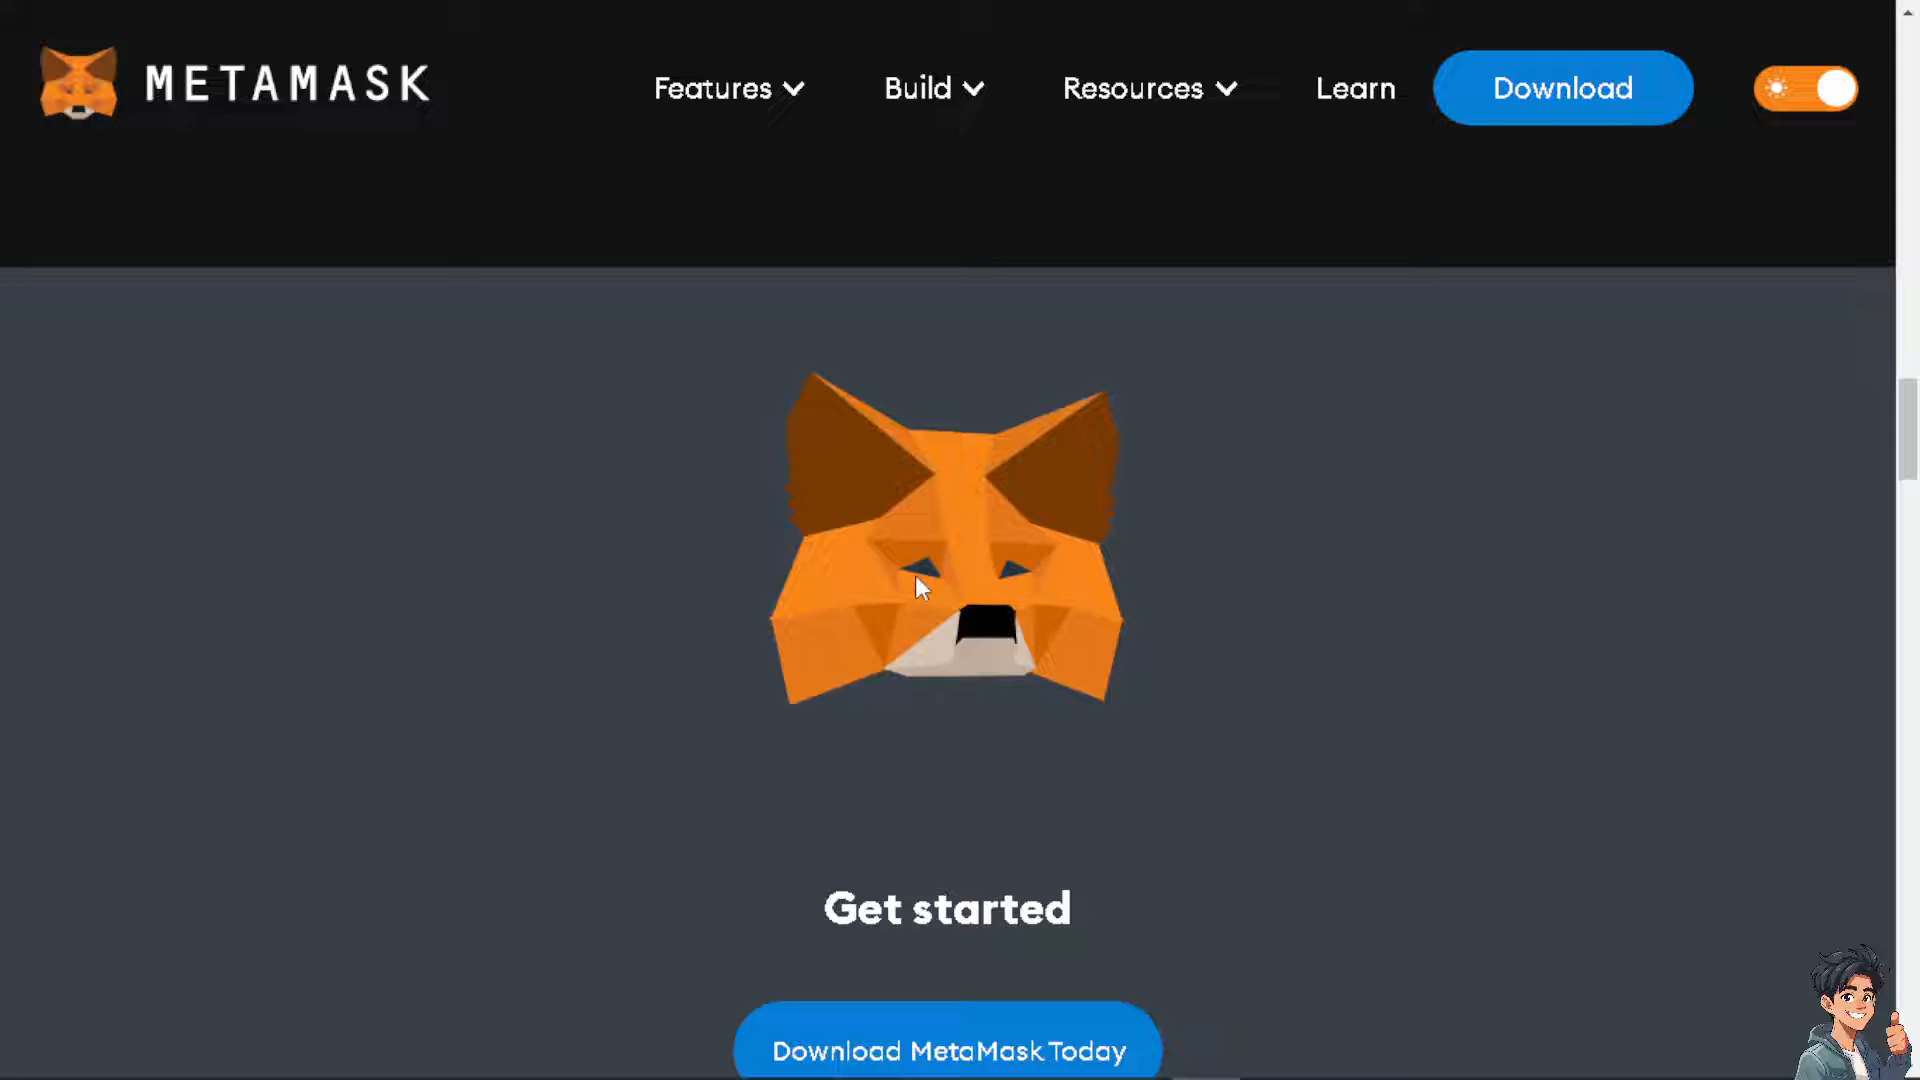 METAMASK
Features
Build
Resources
Learn
Download
Get started
Download MetaMask Today